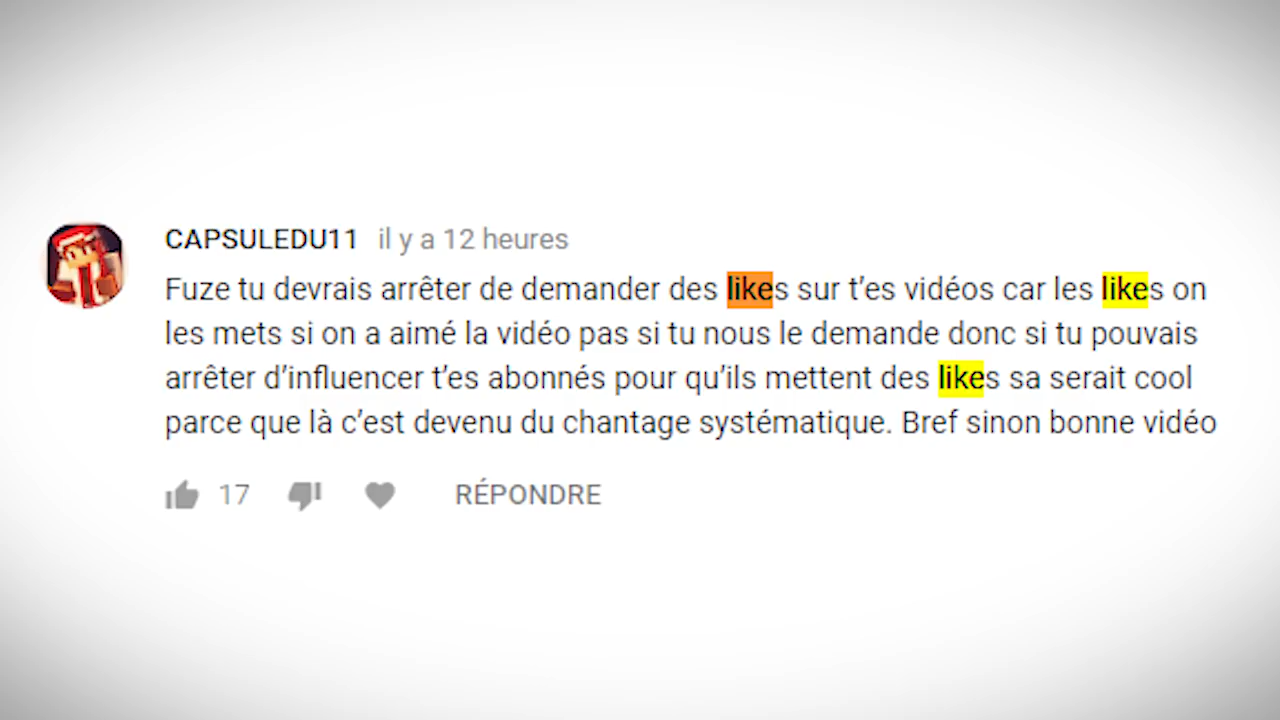 CAPSULEDU11 il y a 12 heures
Fuze tu devrais arrêter de demander des likes sur t'es vidéos car les likes on
les mets si on a aimé la vidéo pas si tu nous le demande donc si tu pouvais
arrêter d'influencer t'es abonnés pour qu'ils mettent des likes sa serait cool
parce que là c'est devenu du chantage systématique. Bref sinon bonne vidéo
17 RÉPONDRE